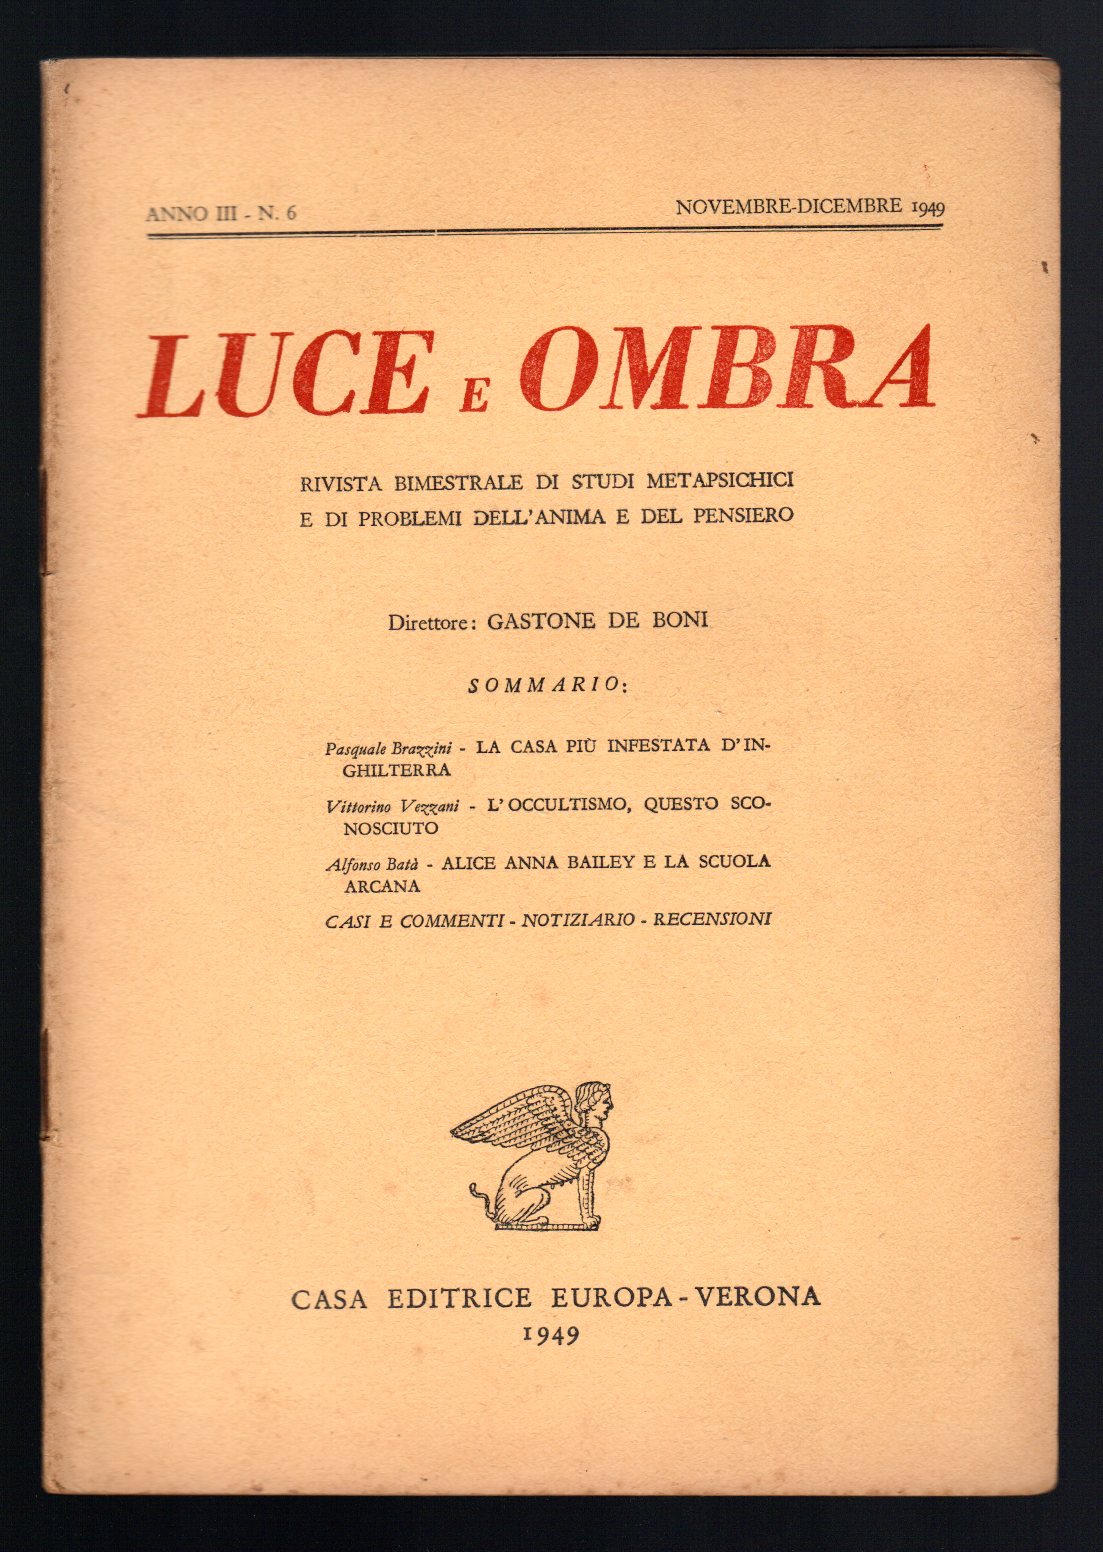 ANNO III - N. 6
NOVEMBRE-DICEMBRE 1949
LUCE E OMBRA
RIVISTA BIMESTRALE DI STUDI METAPSICHICI
E DI PROBLEMI DELL'ANIMA E DEL PENSIERO
Direttore: GASTONE DE BONI
SOMMARIO:
Pasquale Brazzini - LA CASA PIÙ INFESTATA D'IN-
GHILTERRA
Vittorino Vezzani - L'OCCULTISMO, QUESTO SCO-
NOSCIUTO
Alfonso Batà - ALICE ANNA BAILEY E LA SCUOLA
ARCANA
CASI E COMMENTI - NOTIZIARIO - RECENSIONI
CASA EDITRICE EUROPA - VERONA
1949